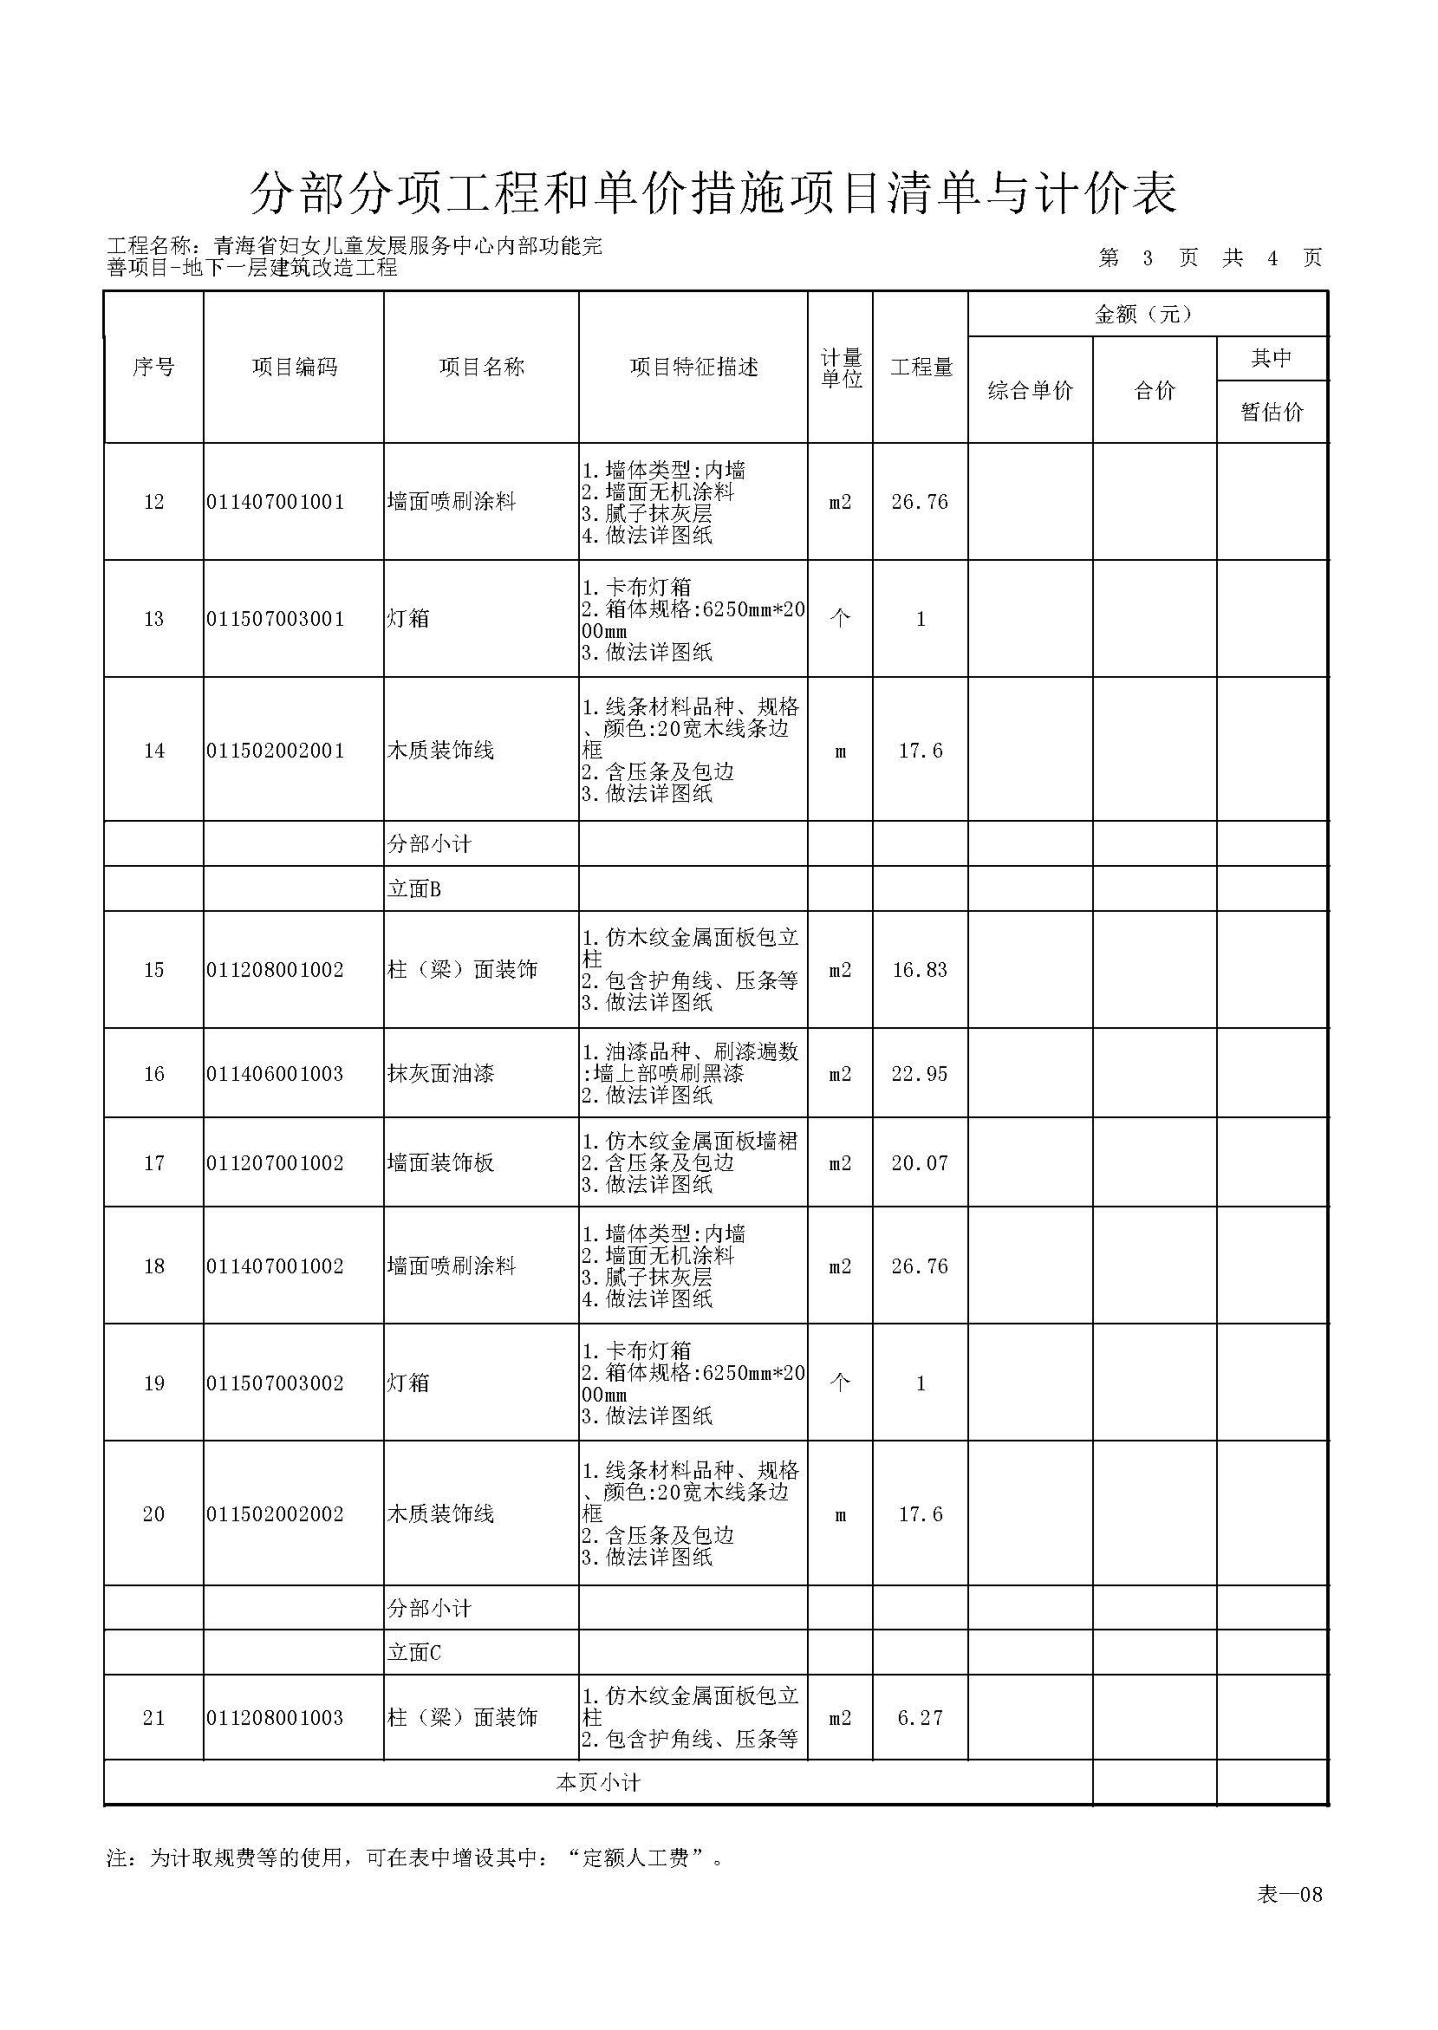 分部分项工程和单价措施项目清单与计价表
工程名称：青海省妇女儿童发展服务中心内部功能完
善项目-地下一层建筑改造工程
第 3 页 共 4 页
序号 项目编码 项目名称 项目特征描述 计量单位 工程量 金额（元）
综合单价 合价 其中
暂估价
12 011407001001 墙面喷刷涂料 1.墙体类型:内墙
2.墙面无机涂料
3.腻子抹灰层
4.做法详图纸
m2 26.76
13 011507003001 灯箱 1.卡布灯箱
2.箱体规格:6250mm*20
00mm
3.做法详图纸
个 1
14 011502002001 木质装饰线 1.线条材料品种、规格
、颜色:20宽木线条边
框
2.含压条及包边
3.做法详图纸
m 17.6
分部小计
立面B
15 011208001002 柱（梁）面装饰 1.仿木纹金属面板包立
柱
2.包含护角线、压条等
3.做法详图纸
m2 16.83
16 011406001003 抹灰面油漆 1.油漆品种、刷漆遍数
:墙上部喷刷黑漆
2.做法详图纸
m2 22.95
17 011207001002 墙面装饰板 1.仿木纹金属面板墙裙
2.含压条及包边
3.做法详图纸
m2 20.07
18 011407001002 墙面喷刷涂料 1.墙体类型:内墙
2.墙面无机涂料
3.腻子抹灰层
4.做法详图纸
m2 26.76
19 011507003002 灯箱 1.卡布灯箱
2.箱体规格:6250mm*20
00mm
3.做法详图纸
个 1
20 011502002002 木质装饰线 1.线条材料品种、规格
、颜色:20宽木线条边
框
2.含压条及包边
3.做法详图纸
m 17.6
分部小计
立面C
21 011208001003 柱（梁）面装饰 1.仿木纹金属面板包立
柱
2.包含护角线、压条等
m2 6.27
本页小计
注：为计取规费等的使用，可在表中增设其中：“定额人工费”。
表—08